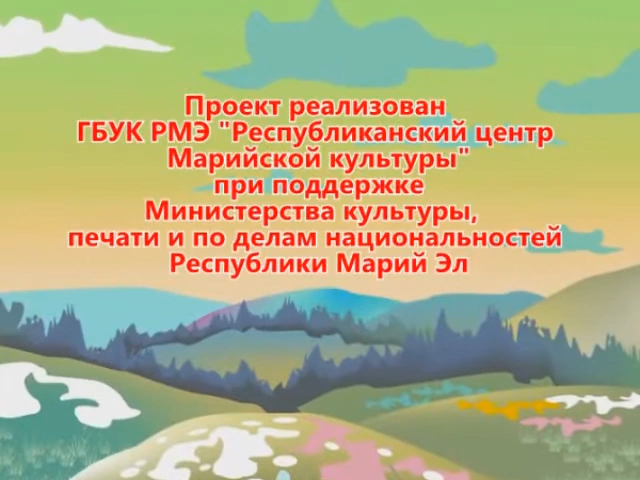 Проект реализован
ГБУК РМЭ "Республиканский центр
Марийской культуры"
при поддержке
Министерства культуры,
печати и по делам национальностей
Республики Марий Эл